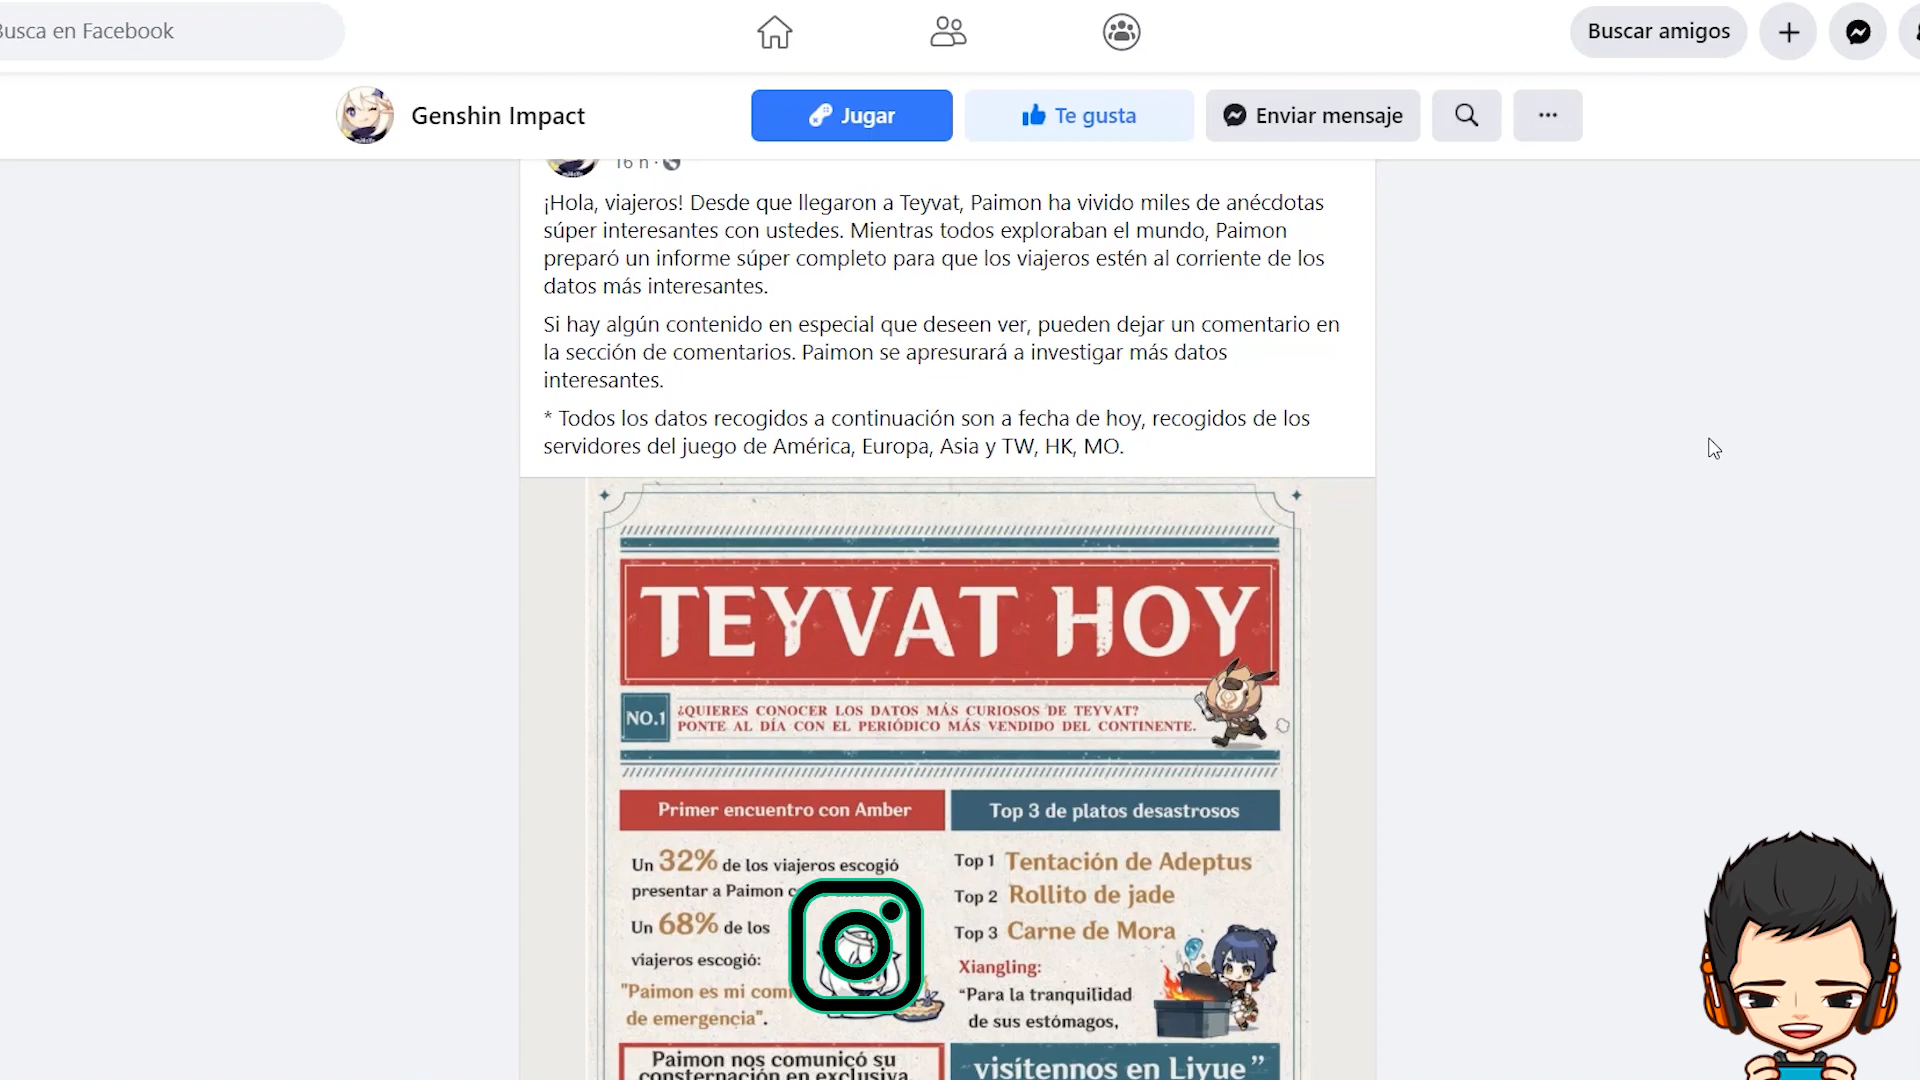 Busca en Facebook
Buscar amigos
Genshin Impact
Jugar
Te gusta
Enviar mensaje
16 h ·
¡Hola, viajeros! Desde que llegaron a Teyvat, Paimon ha vivido miles de anécdotas
súper interesantes con ustedes. Mientras todos exploraban el mundo, Paimon
preparó un informe súper completo para que los viajeros estén al corriente de los
datos más interesantes.
Si hay algún contenido en especial que deseen ver, pueden dejar un comentario en
la sección de comentarios. Paimon se apresurará a investigar más datos
interesantes.
* Todos los datos recogidos a continuación son a fecha de hoy, recogidos de los
servidores del juego de América, Europa, Asia y TW, HK, MO.
TEYVAT HOY
NO.1
¿QUIERES CONOCER LOS DATOS MÁS CURIOSOS DE TEYVAT?
PONTE AL DÍA CON EL PERIÓDICO MÁS VENDIDO DEL CONTINENTE.
Primer encuentro con Amber
Un 32% de los viajeros escogió
presentar a Paimon
Un 68% de los
viajeros escogió:
"Paimon es mi
de emergencia".
Paimon nos comunicó su
consternación en exclusiva.
Top 3 de platos desastrosos
Top 1 Tentación de Adeptus
Top 2 Rollito de jade
Top 3 Carne de Mora
Xiangling:
“Para la tranquilidad
de sus estómagos,
visítennos en Liyue”